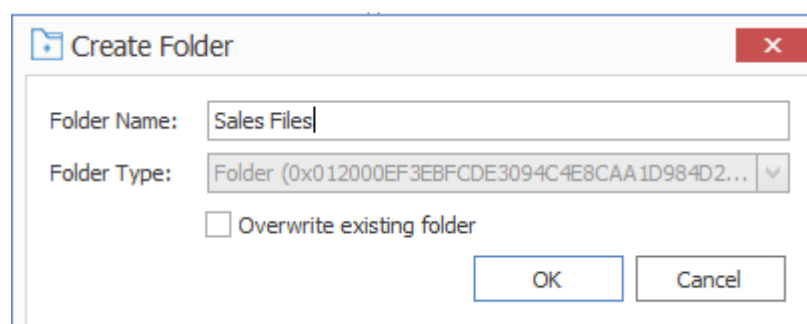 Create Folder
Folder Name: Sales Files
Folder Type: Folder (0x012000EF3EBFCDE3094C4E8CAA1D984D2...
Overwrite existing folder
OK Cancel